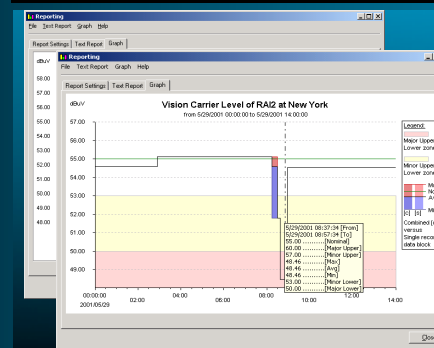 Reporting
File Text Report Graph Help
Report Settings Text Report Graph
dBuV
58.00
57.00
56.00
55.00
54.00
53.00
52.00
51.00
50.00
49.00
48.00
Reporting
File Text Report Graph Help
Report Settings Text Report Graph
dBuV
Vision Carrier Level of RAI2 at New York
from 5/29/2001 00:00:00 to 5/29/2001 14:00:00
57.00
56.00
55.00
54.00
53.00
52.00
51.00
50.00
49.00
5/29/2001 08:37:34 [From]
5/29/2001 08:57:34 [To]
55.00 ..........[Nominal]
60.00 ..........[Major Upper]
57.00 ..........[Minor Upper]
48.46 ..........[Max]
48.46 ..........[Avg]
48.46 ..........[Min]
53.00 ..........[Minor Lower]
50.00 ..........[Major Lower]
00:00:00 02:00 04:00 06:00 08:00 10:00 12:00 14:00
2001/05/29
Legend:
Major Upper
Lower zone
Minor Upper
Lower zone
[c] [s]
Combined [
versus
Single reco
data block